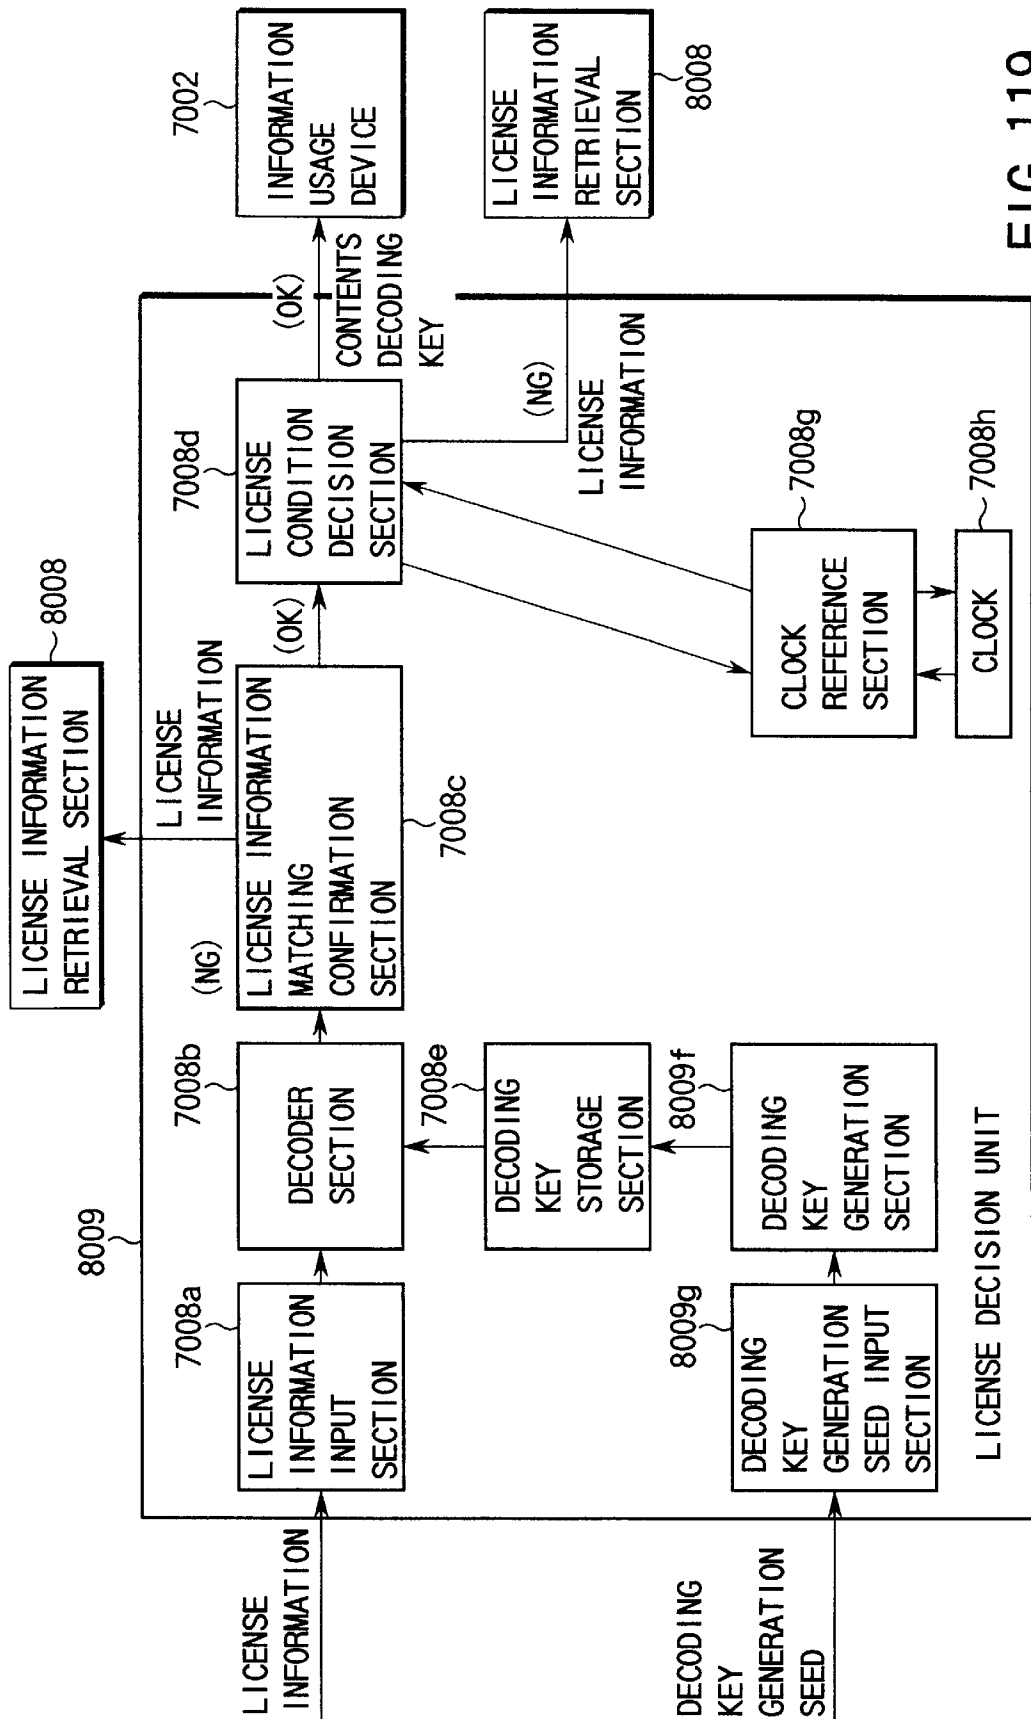 LICENSE INFORMATION
RETRIEVAL SECTION
8008
8009
LICENSE
INFORMATION
7008a
LICENSE
INFORMATION
INPUT
SECTION
7008b
DECODER
SECTION
(NG)
LICENSE
INFORMATION
LICENSE INFORMATION
MATCHING
CONFIRMATION
SECTION
7008c
(OK)
7008d
LICENSE
CONDITION
DECISION
SECTION
(OK)
CONTENTS
DECODING
KEY
7002
INFORMATION
USAGE
DEVICE
(NG)
LICENSE
INFORMATION
LICENSE
INFORMATION
RETRIEVAL
SECTION
8008
7008e
DECODING
KEY
STORAGE
SECTION
DECODING
KEY
GENERATION
SEED
8009g
DECODING
KEY
GENERATION
SEED INPUT
SECTION
8009f
DECODING
KEY
GENERATION
SECTION
7008g
CLOCK
REFERENCE
SECTION
7008h
CLOCK
LICENSE DECISION UNIT
FIG. 119